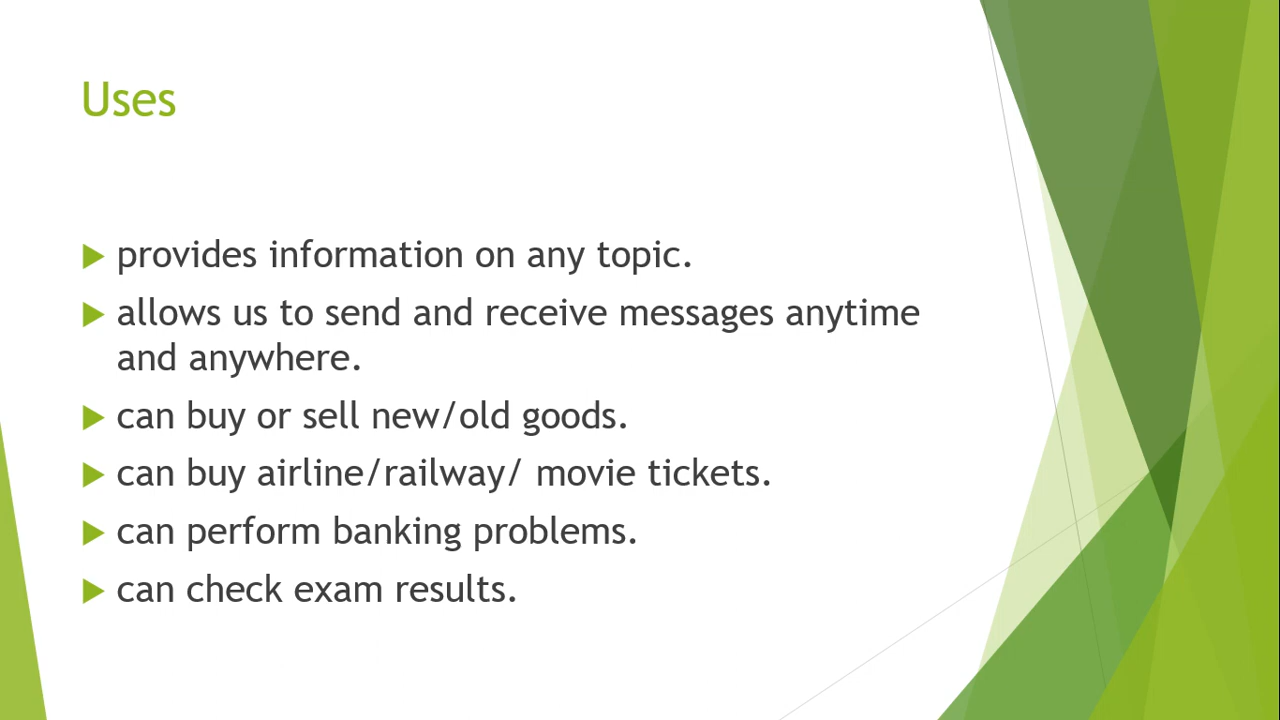 Uses
provides information on any topic.
allows us to send and receive messages anytime
and anywhere.
can buy or sell new/old goods.
can buy airline/railway/ movie tickets.
can perform banking problems.
can check exam results.